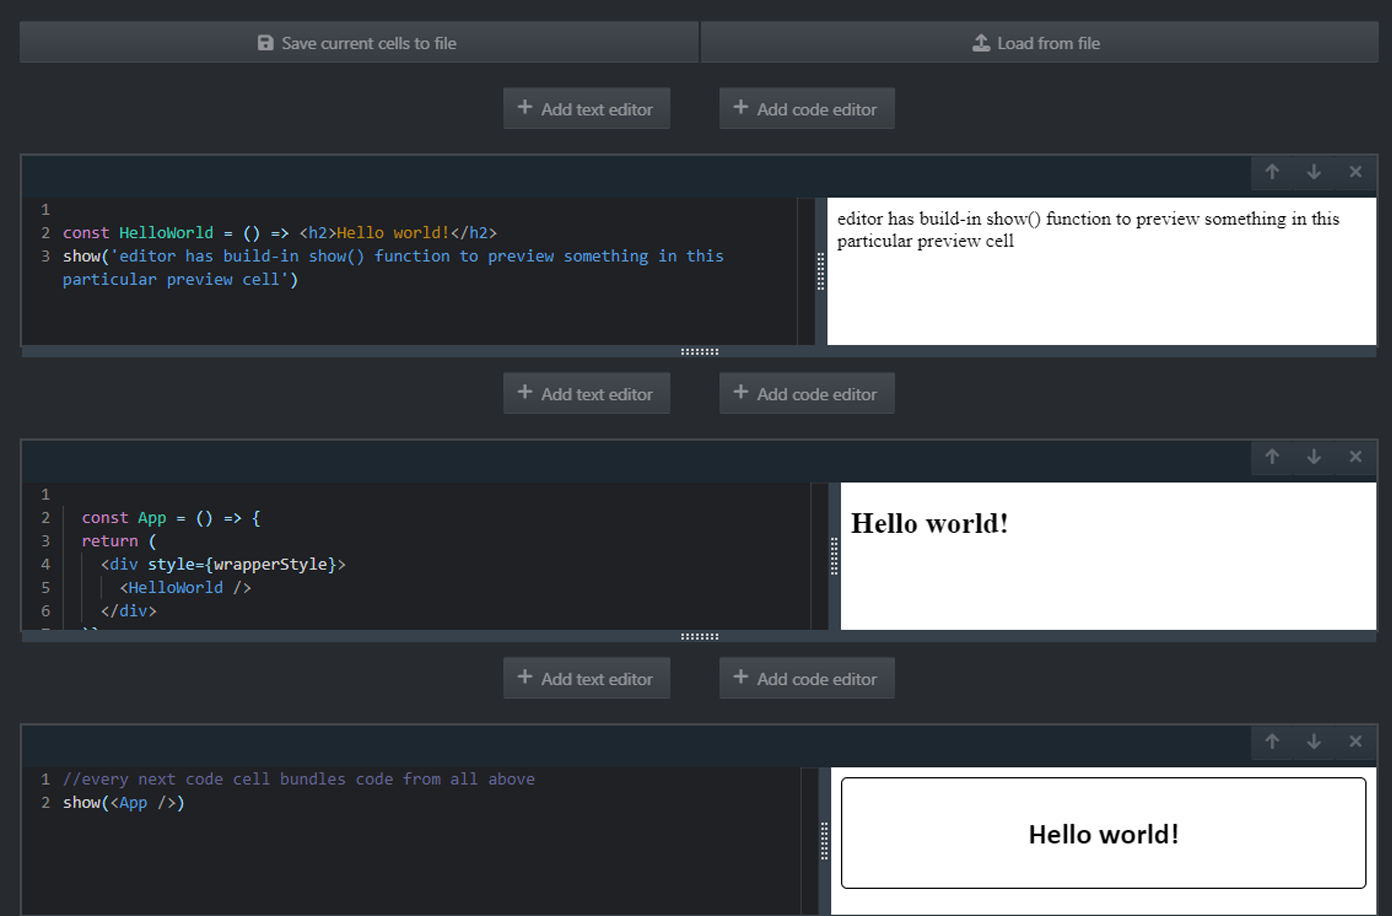 Save current cells to file
Load from file
+ Add text editor
+ Add code editor
1
2 const HelloWorld = () => <h2>Hello world!</h2>
3 show('editor has build-in show() function to preview something in this
particular preview cell')
editor has build-in show() function to preview something in this
particular preview cell
+ Add text editor
+ Add code editor
1
2 const App = () => {
3 return (
4 <div style={wrapperStyle}>
5 <HelloWorld />
6 </div>
Hello world!
+ Add text editor
+ Add code editor
1 //every next code cell bundles code from all above
2 show(<App />)
Hello world!